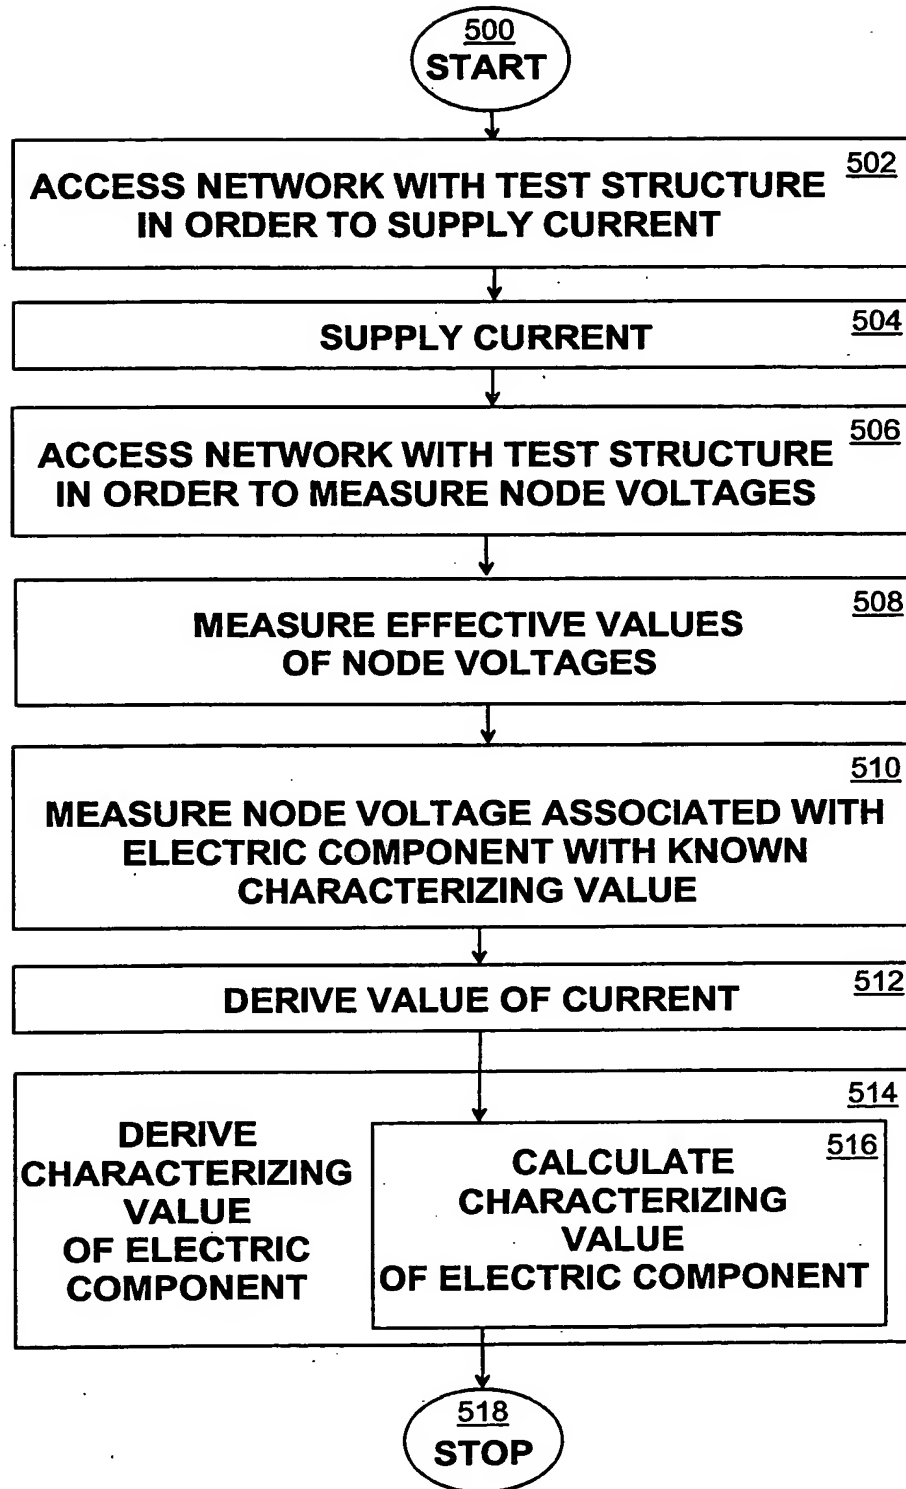 500
START
502
ACCESS NETWORK WITH TEST STRUCTURE
IN ORDER TO SUPPLY CURRENT
504
SUPPLY CURRENT
506
ACCESS NETWORK WITH TEST STRUCTURE
IN ORDER TO MEASURE NODE VOLTAGES
508
MEASURE EFFECTIVE VALUES
OF NODE VOLTAGES
510
MEASURE NODE VOLTAGE ASSOCIATED WITH
ELECTRIC COMPONENT WITH KNOWN
CHARACTERIZING VALUE
512
DERIVE VALUE OF CURRENT
514
DERIVE
CHARACTERIZING
VALUE
OF ELECTRIC
COMPONENT
516
CALCULATE
CHARACTERIZING
VALUE
OF ELECTRIC COMPONENT
518
STOP